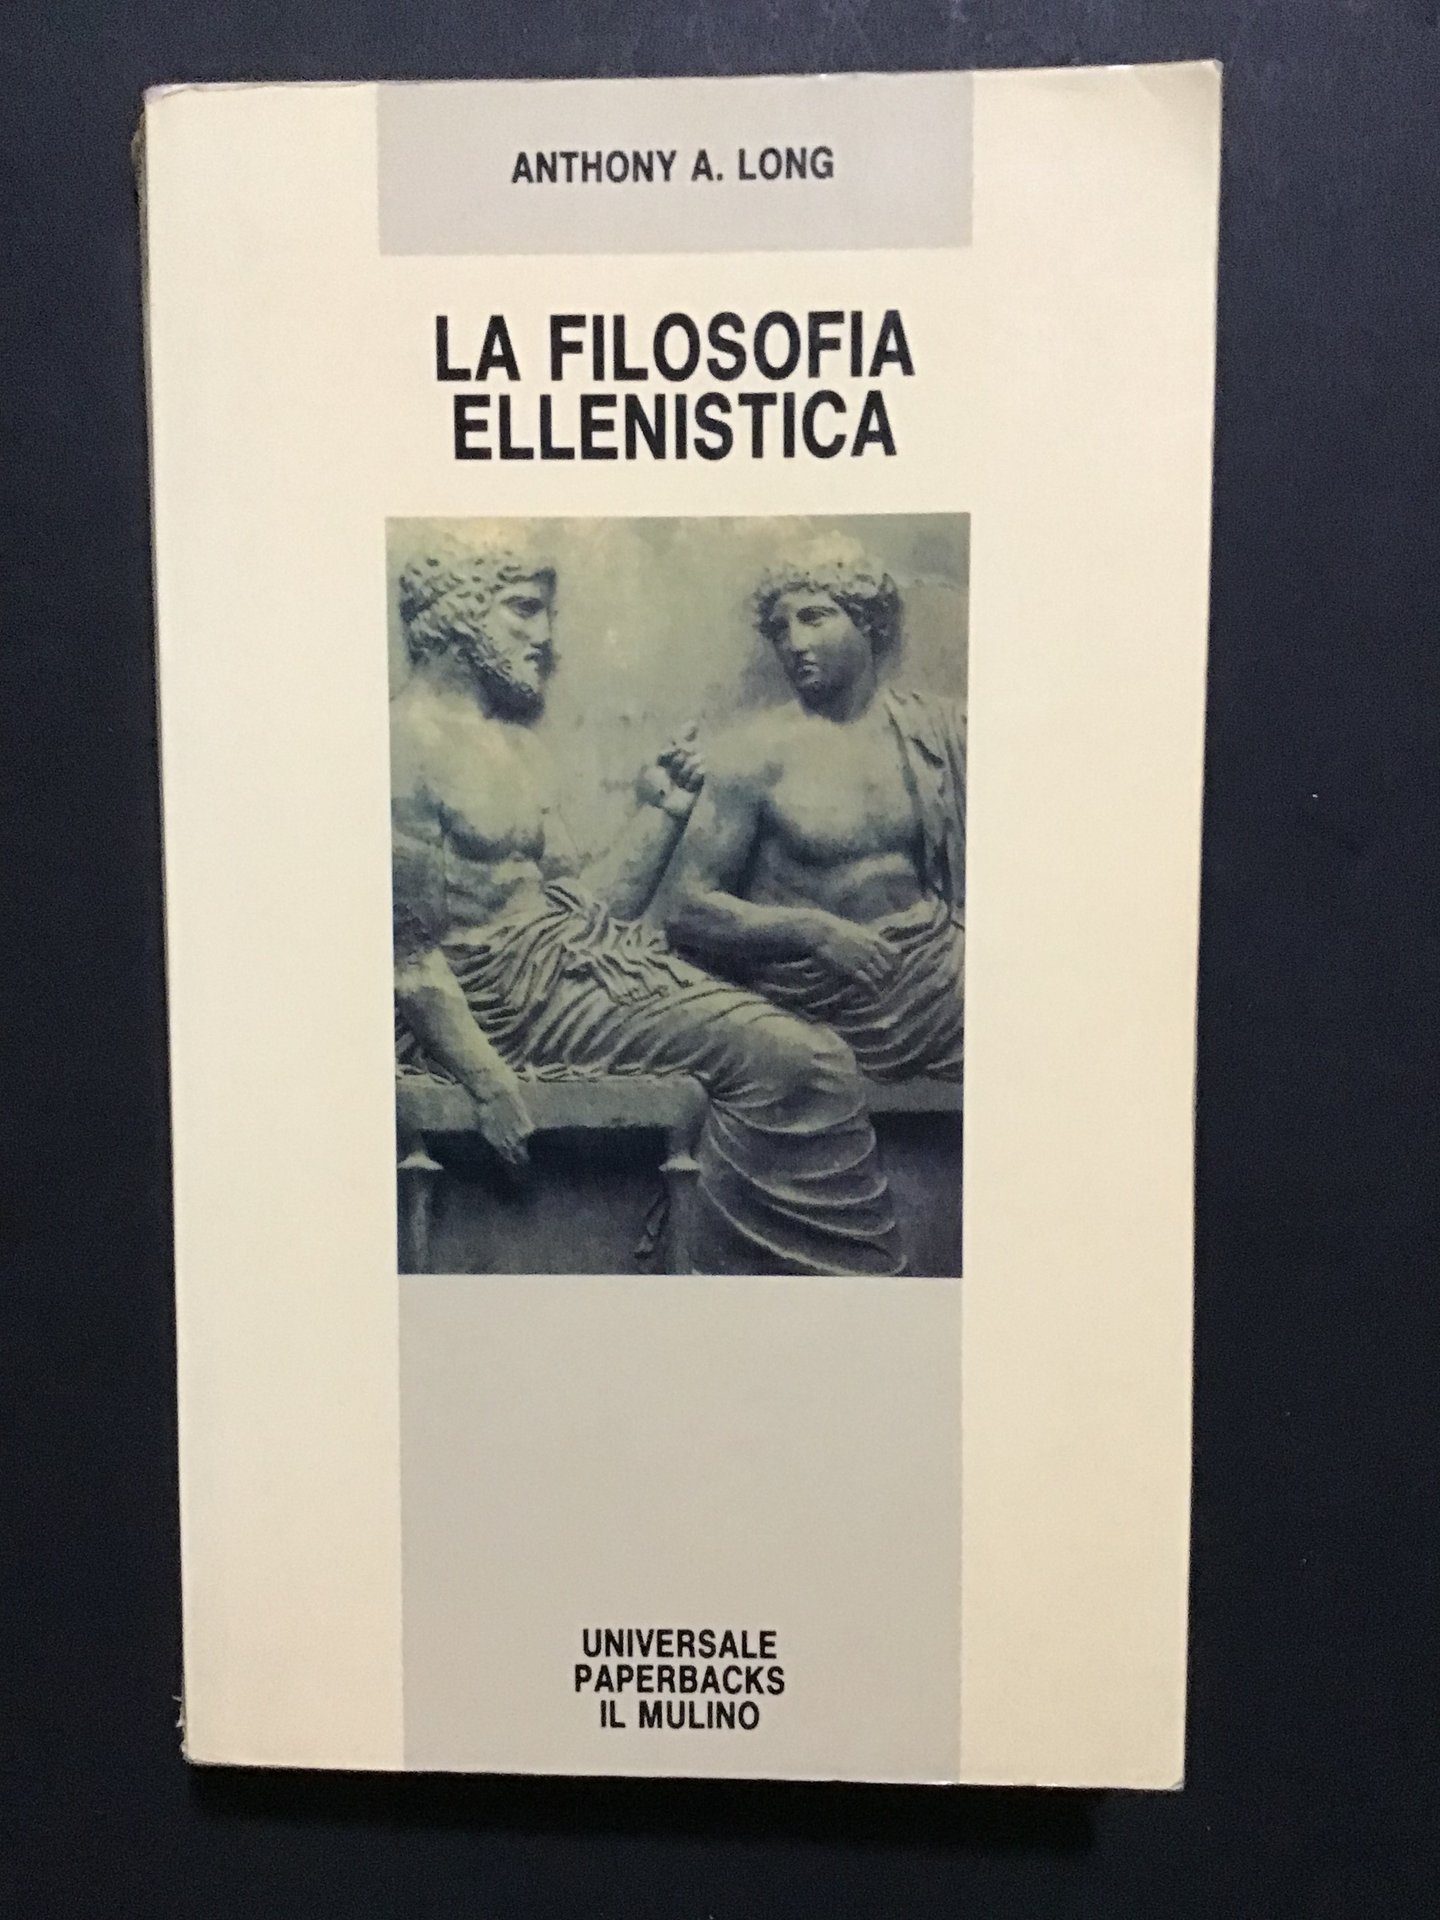 ANTHONY A. LONG
LA FILOSOFIA
ELLENISTICA
UNIVERSALE
PAPERBACKS
IL MULINO